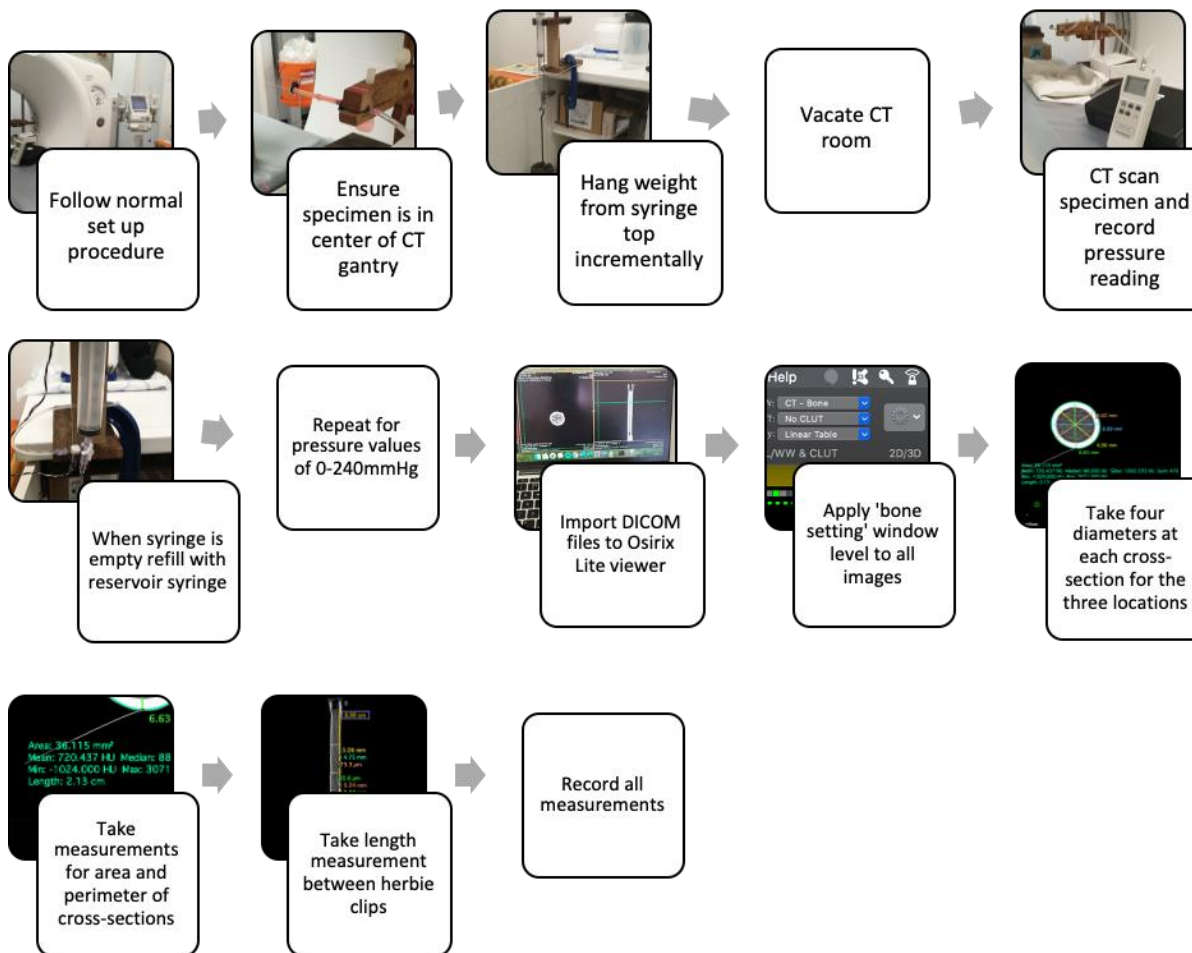 Follow normal
set up
procedure
Ensure
specimen is in
center of CT
gantry
Hang weight
from syringe
top
incrementally
Vacate CT
room
CT scan
specimen and
record
pressure
reading
When syringe is
empty refill with
reservoir syringe
Repeat for
pressure values
of 0-240mmHg
Import DICOM
files to Osirix
Lite viewer
Help
CT - Bone
No CLUT
Linear Table
/WW & CLUT 2D/3D
Apply 'bone
setting' window
level to all
images
Take four
diameters at
each cross-
section for the
three locations
6.63
Area: 36.115 mm²
Mean: 720.437 HU Median: 88
Min: -1024.000 HU Max: 3071
Length: 2.13 cm
Take
measurements
for area and
perimeter of
cross-sections
Take length
measurement
between herbie
clips
Record all
measurements